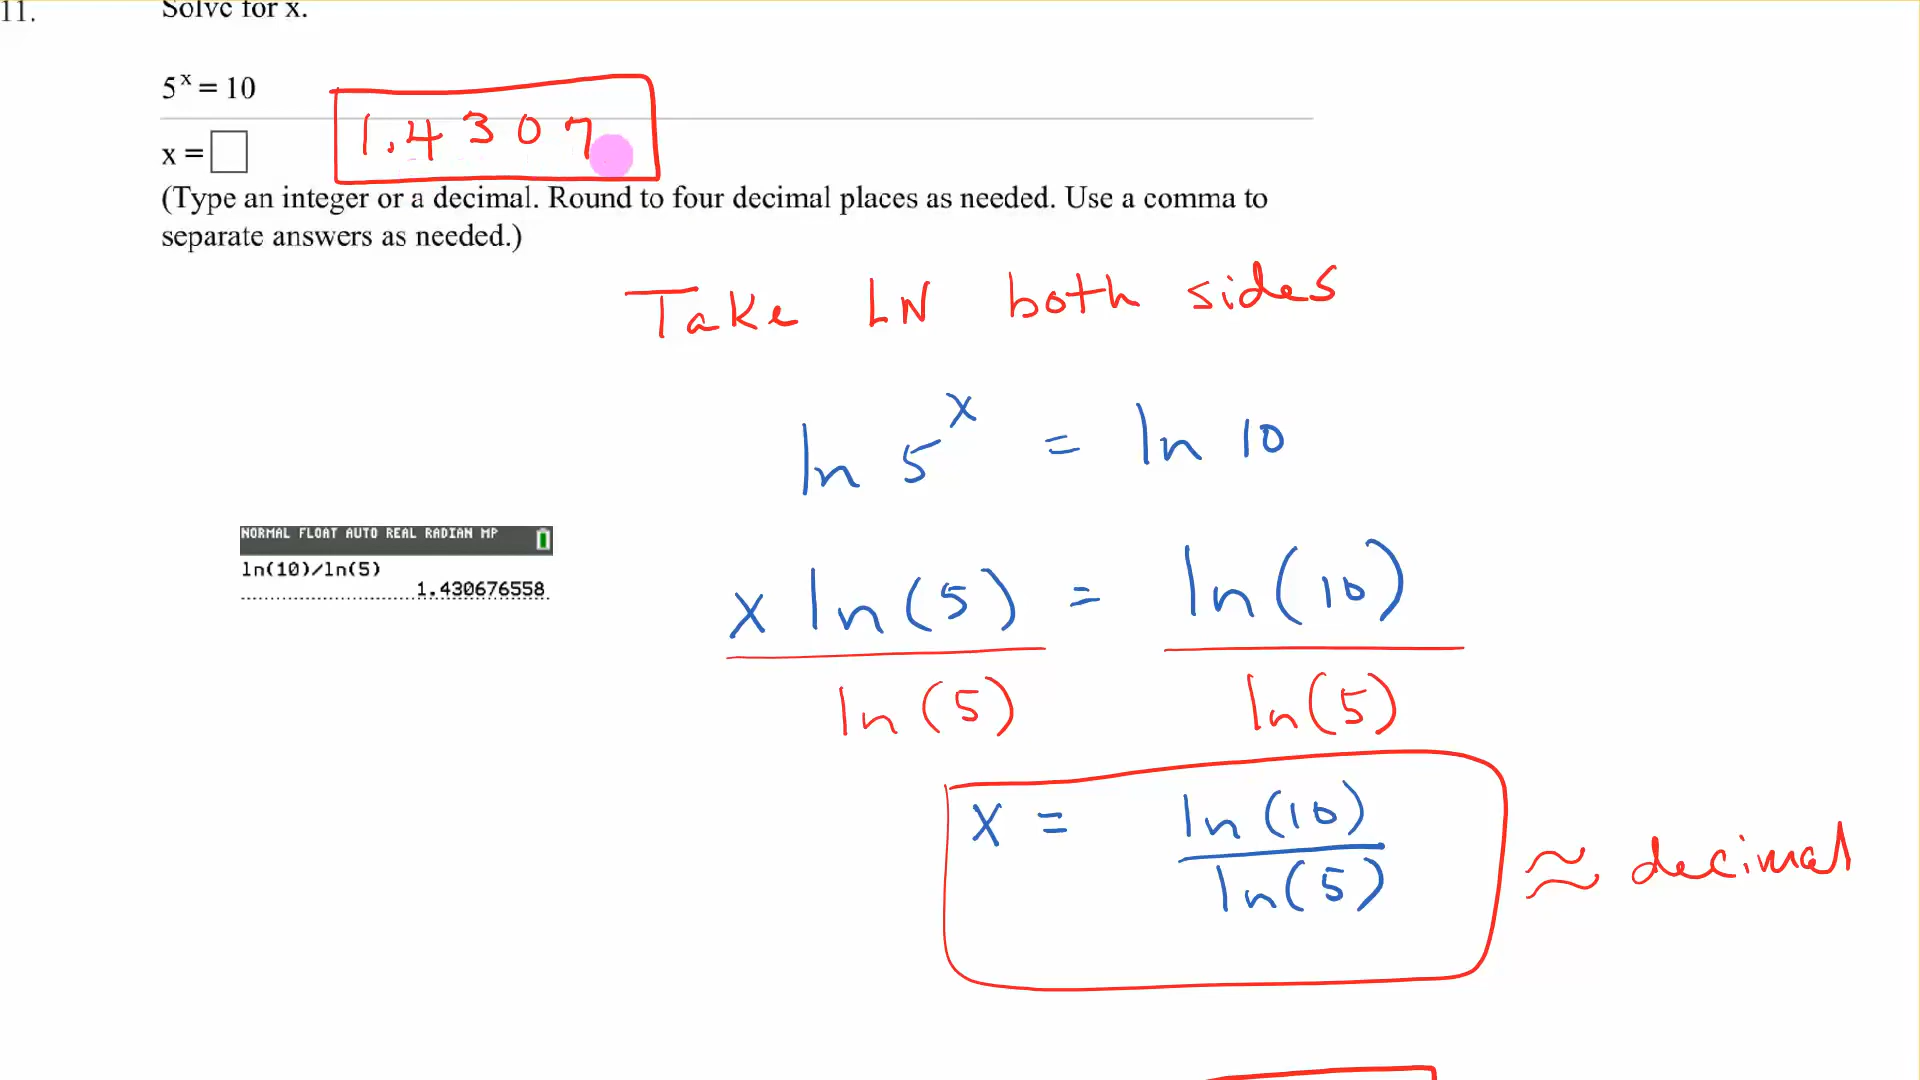 11. Solve for x.
5^x = 10
1.4307
x =
(Type an integer or a decimal. Round to four decimal places as needed. Use a comma to
separate answers as needed.)
Take LN both sides
ln 5^x = ln 10
NORMAL FLOAT AUTO REAL RADIAN MP
ln(10)/ln(5)
1.430676558
x ln(5) = ln(10)
ln(5) ln(5)
x = ln(10)
ln(5)
≈ decimal